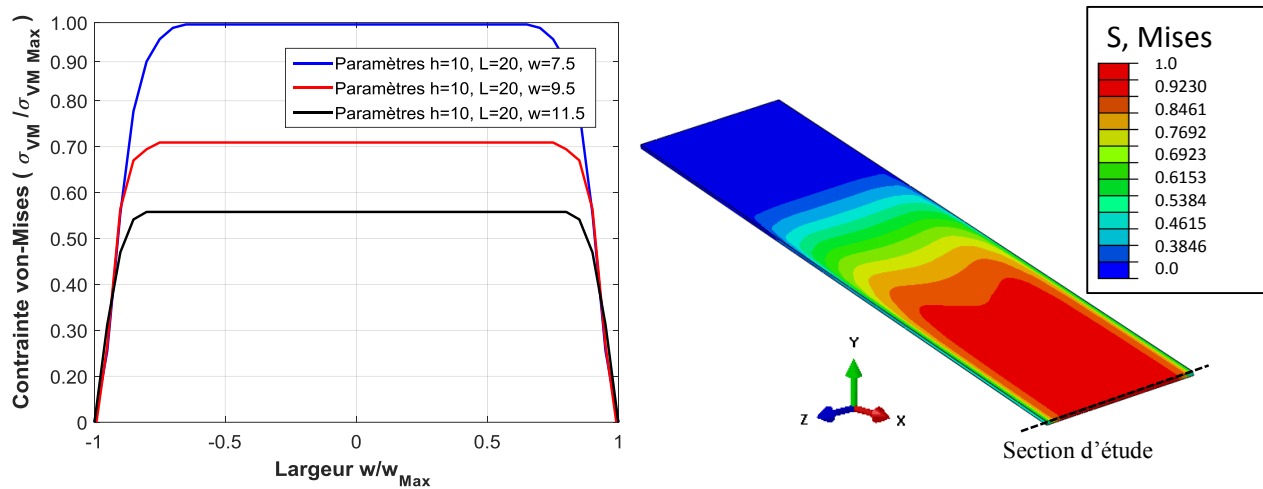 Contrainte von-Mises ( σVM /σVM Max)
1.00
0.90
0.80
0.70
0.60
0.50
0.40
0.30
0.20
0
-1
-0.5
0
0.5
1
Largeur w/wMax
Paramètres h=10, L=20, w=7.5
Paramètres h=10, L=20, w=9.5
Paramètres h=10, L=20, w=11.5
S, Mises
1.0
0.9230
0.8461
0.7692
0.6923
0.6153
0.5384
0.4615
0.3846
0.0
Y
Z
X
Section d'étude